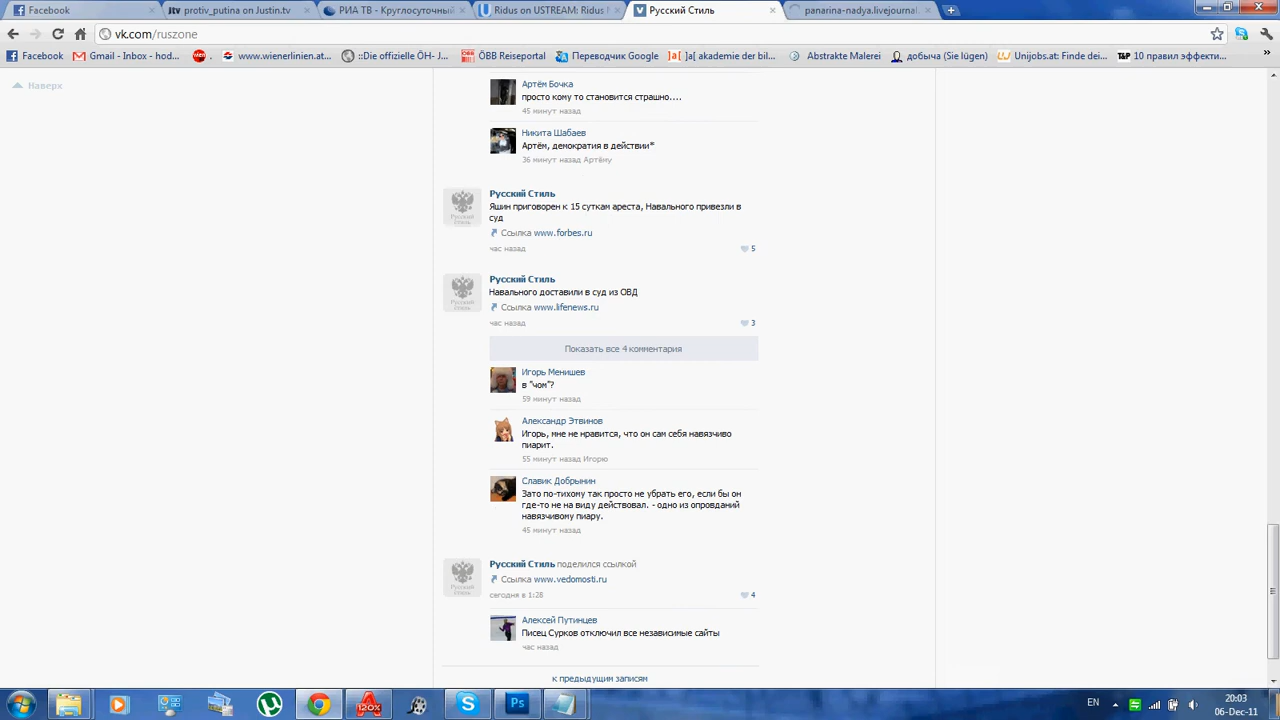 Facebook
protiv_putina on Justin.tv
РИА ТВ - Круглосуточный
Ridus on USTREAM: Ridus
Русский Стиль
panarina-nadya.livejournal.
vk.com/ruszone
Facebook
Gmail - Inbox - hod...
www.wienerlinien.at...
::Die offizielle ÖH- J...
ÖBB Reiseportal
Переводчик Google
]a[ akademie der bil...
Abstrakte Malerei
добыча (Sie lügen)
Unijobs.at: Finde dei...
10 правил эффекти...
Наверх
Артём Бочка
просто кому то становится страшно....
45 минут назад
Никита Шабаев
Артём, демократия в действии*
36 минут назад Артёму
Русский Стиль
Яшин приговорен к 15 суткам ареста, Навального привезли в
суд
Ссылка www.forbes.ru
час назад
5
Русский Стиль
Навального доставили в суд из ОВД
Ссылка www.lifenews.ru
час назад
3
Показать все 4 комментария
Игорь Менишев
в "чом"?
59 минут назад
Александр Этвинов
Игорь, мне не нравится, что он сам себя навязчиво
пиарит.
55 минут назад Игорю
Славик Добрынин
Зато по-тихому так просто не убрать его, если бы он
где-то не на виду действовал. - одно из опровданий
навязчивому пиару.
45 минут назад
Русский Стиль поделился ссылкой
Ссылка www.vedomosti.ru
сегодня в 1:28
4
Алексей Путинцев
Писец Сурков отключил все независимые сайты
час назад
к предыдущим записям
EN
20:03
06-Dec-11